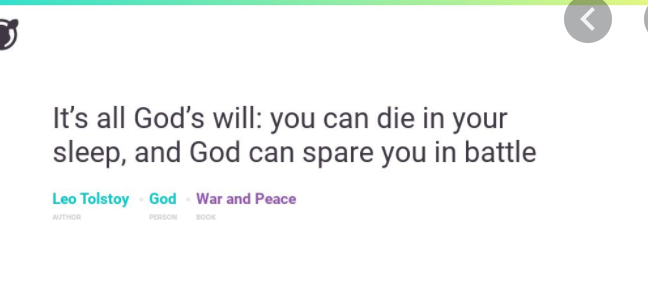 It's all God's will: you can die in your
sleep, and God can spare you in battle
Leo Tolstoy · God · War and Peace
AUTHOR PERSON BOOK